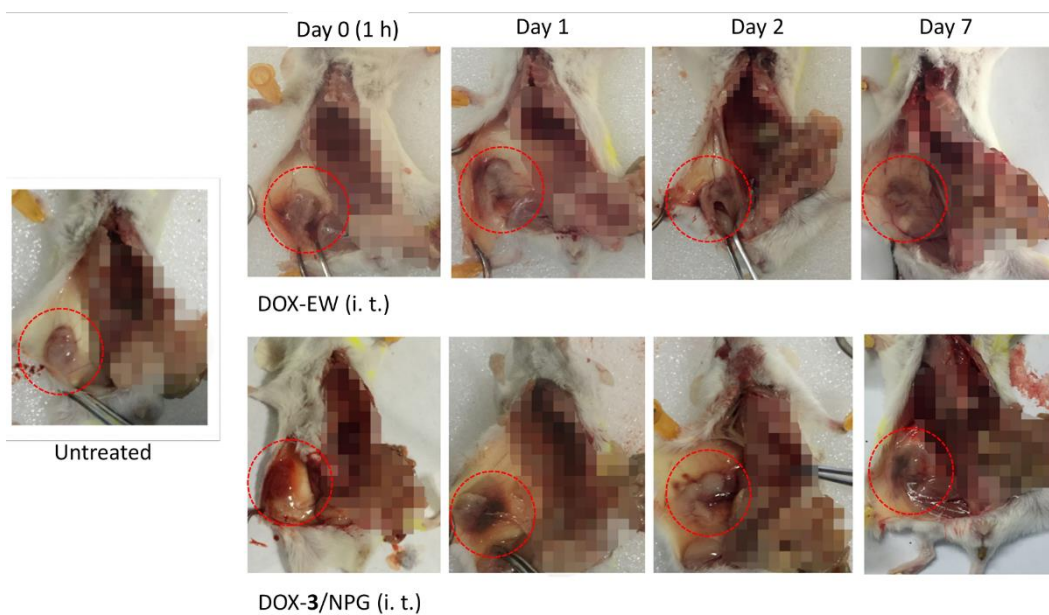 Day 0 (1 h)
Day 1
Day 2
Day 7
DOX-EW (i. t.)
Untreated
DOX-3/NPG (i. t.)